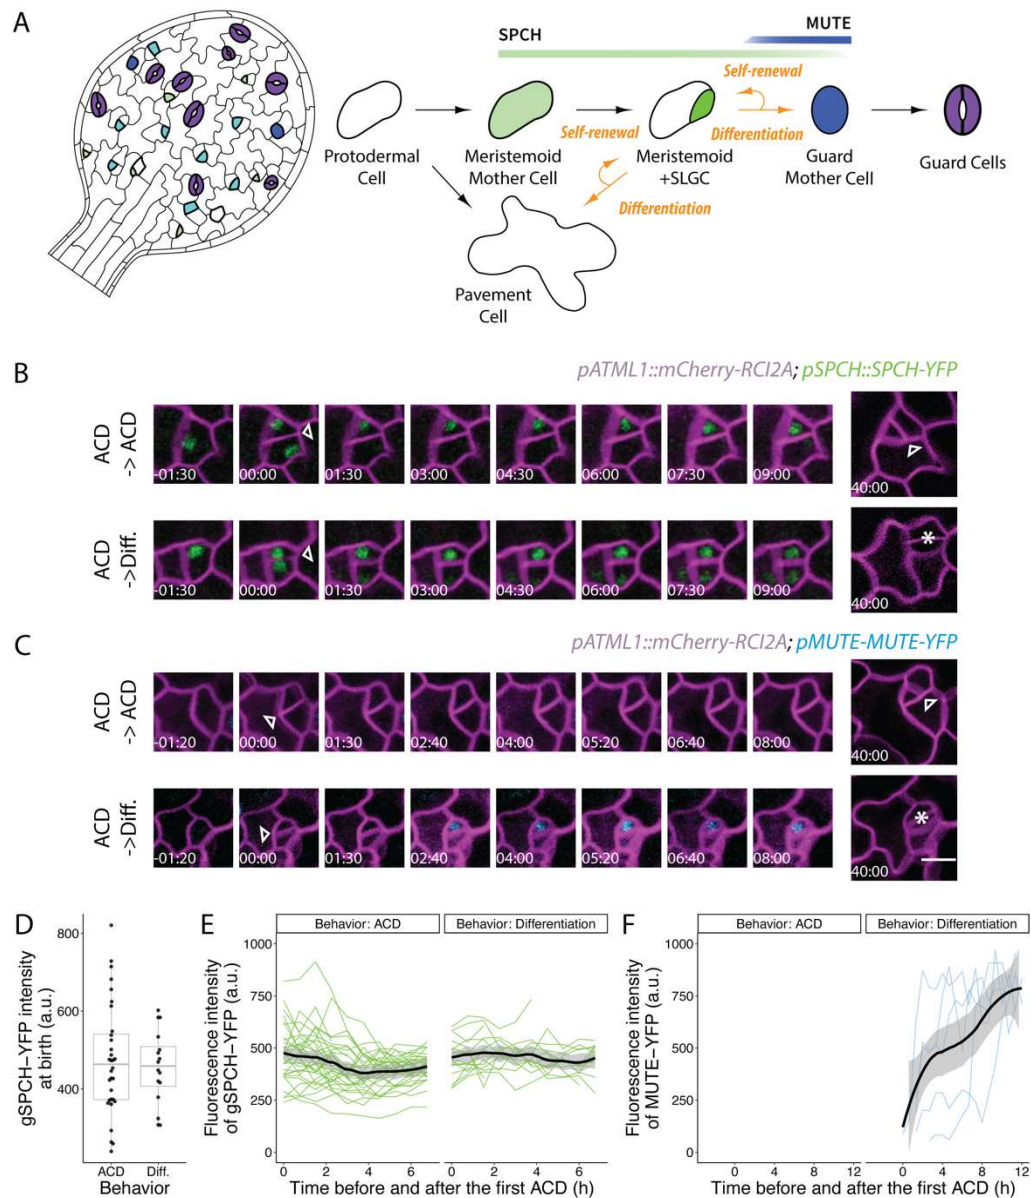 A
SPCH
MUTE
Self-renewal
Self-renewal
Differentiation
Protodermal
Cell
Meristemoid
Mother Cell
Meristemoid
+SLGC
Guard
Mother Cell
Guard Cells
Differentiation
Pavement
Cell
B
pATML1::mCherry-RCI2A; pSPCH::SPCH-YFP
ACD
-> ACD
-01:30
00:00
01:30
03:00
04:30
06:00
07:30
09:00
40:00
ACD
->Diff.
-01:30
00:00
01:30
03:00
04:30
06:00
07:30
09:00
*
40:00
C
pATML1::mCherry-RCI2A; pMUTE-MUTE-YFP
ACD
-> ACD
-01:20
00:00
01:30
02:40
04:00
05:20
06:40
08:00
40:00
ACD
->Diff.
-01:20
00:00
01:30
02:40
04:00
05:20
06:40
08:00
*
40:00
D
gSPCH-YFP intensity
at birth (a.u.)
800
600
400
ACD
Diff.
Behavior
E
Behavior: ACD
Behavior: Differentiation
Fluorescence intensity
of gSPCH-YFP (a.u.)
1000
750
500
250
0
0 2 4 6
0 2 4 6
Time before and after the first ACD (h)
F
Behavior: ACD
Behavior: Differentiation
Fluorescence intensity
of MUTE-YFP (a.u.)
1000
750
500
250
0
0 4 8 12
0 4 8 12
Time before and after the first ACD (h)